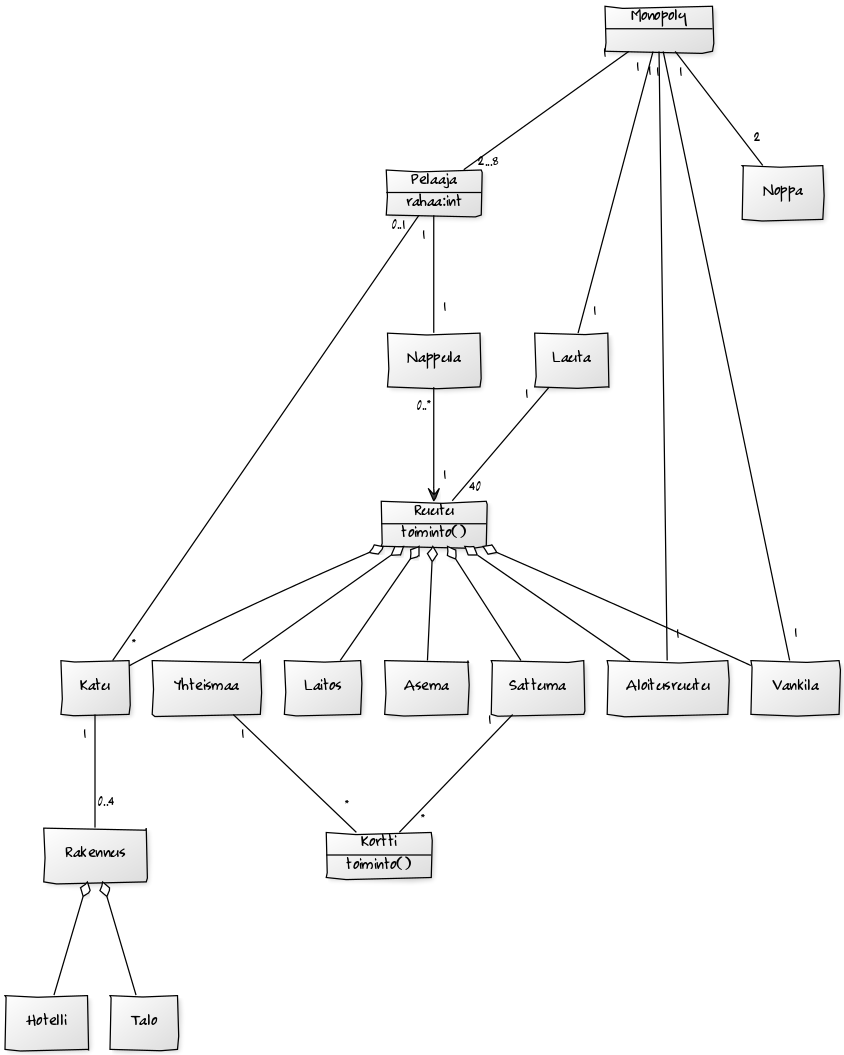 Monopoly
1
1
1
1
1
2
2...8
Pelaaja
rahaa:int
Noppa
0..1
1
1
1
Nappula
Lauta
0..*
1
1
40
Ruutu
toiminto()
*
1
1
Katu
Yhteismaa
Laitos
Asema
Sattuma
Aloitusruutu
Vankila
1
1
1
0..4
*
*
Rakennus
Kortti
toiminto()
Hotelli
Talo